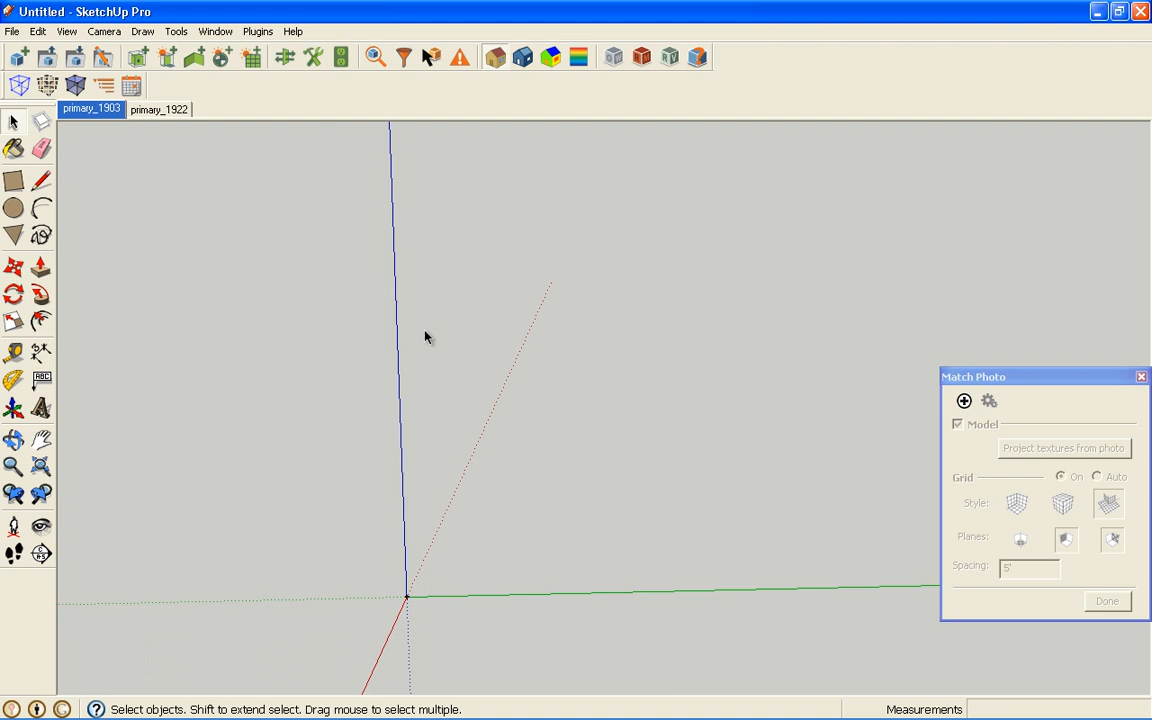 Untitled - SketchUp Pro
File Edit View Camera Draw Tools Window Plugins Help
primary_1903 primary_1922
ABC
Match Photo
Model
Project textures from photo
Grid On Auto
Style:
Planes:
Spacing: 5'
Done
Select objects. Shift to extend select. Drag mouse to select multiple. Measurements